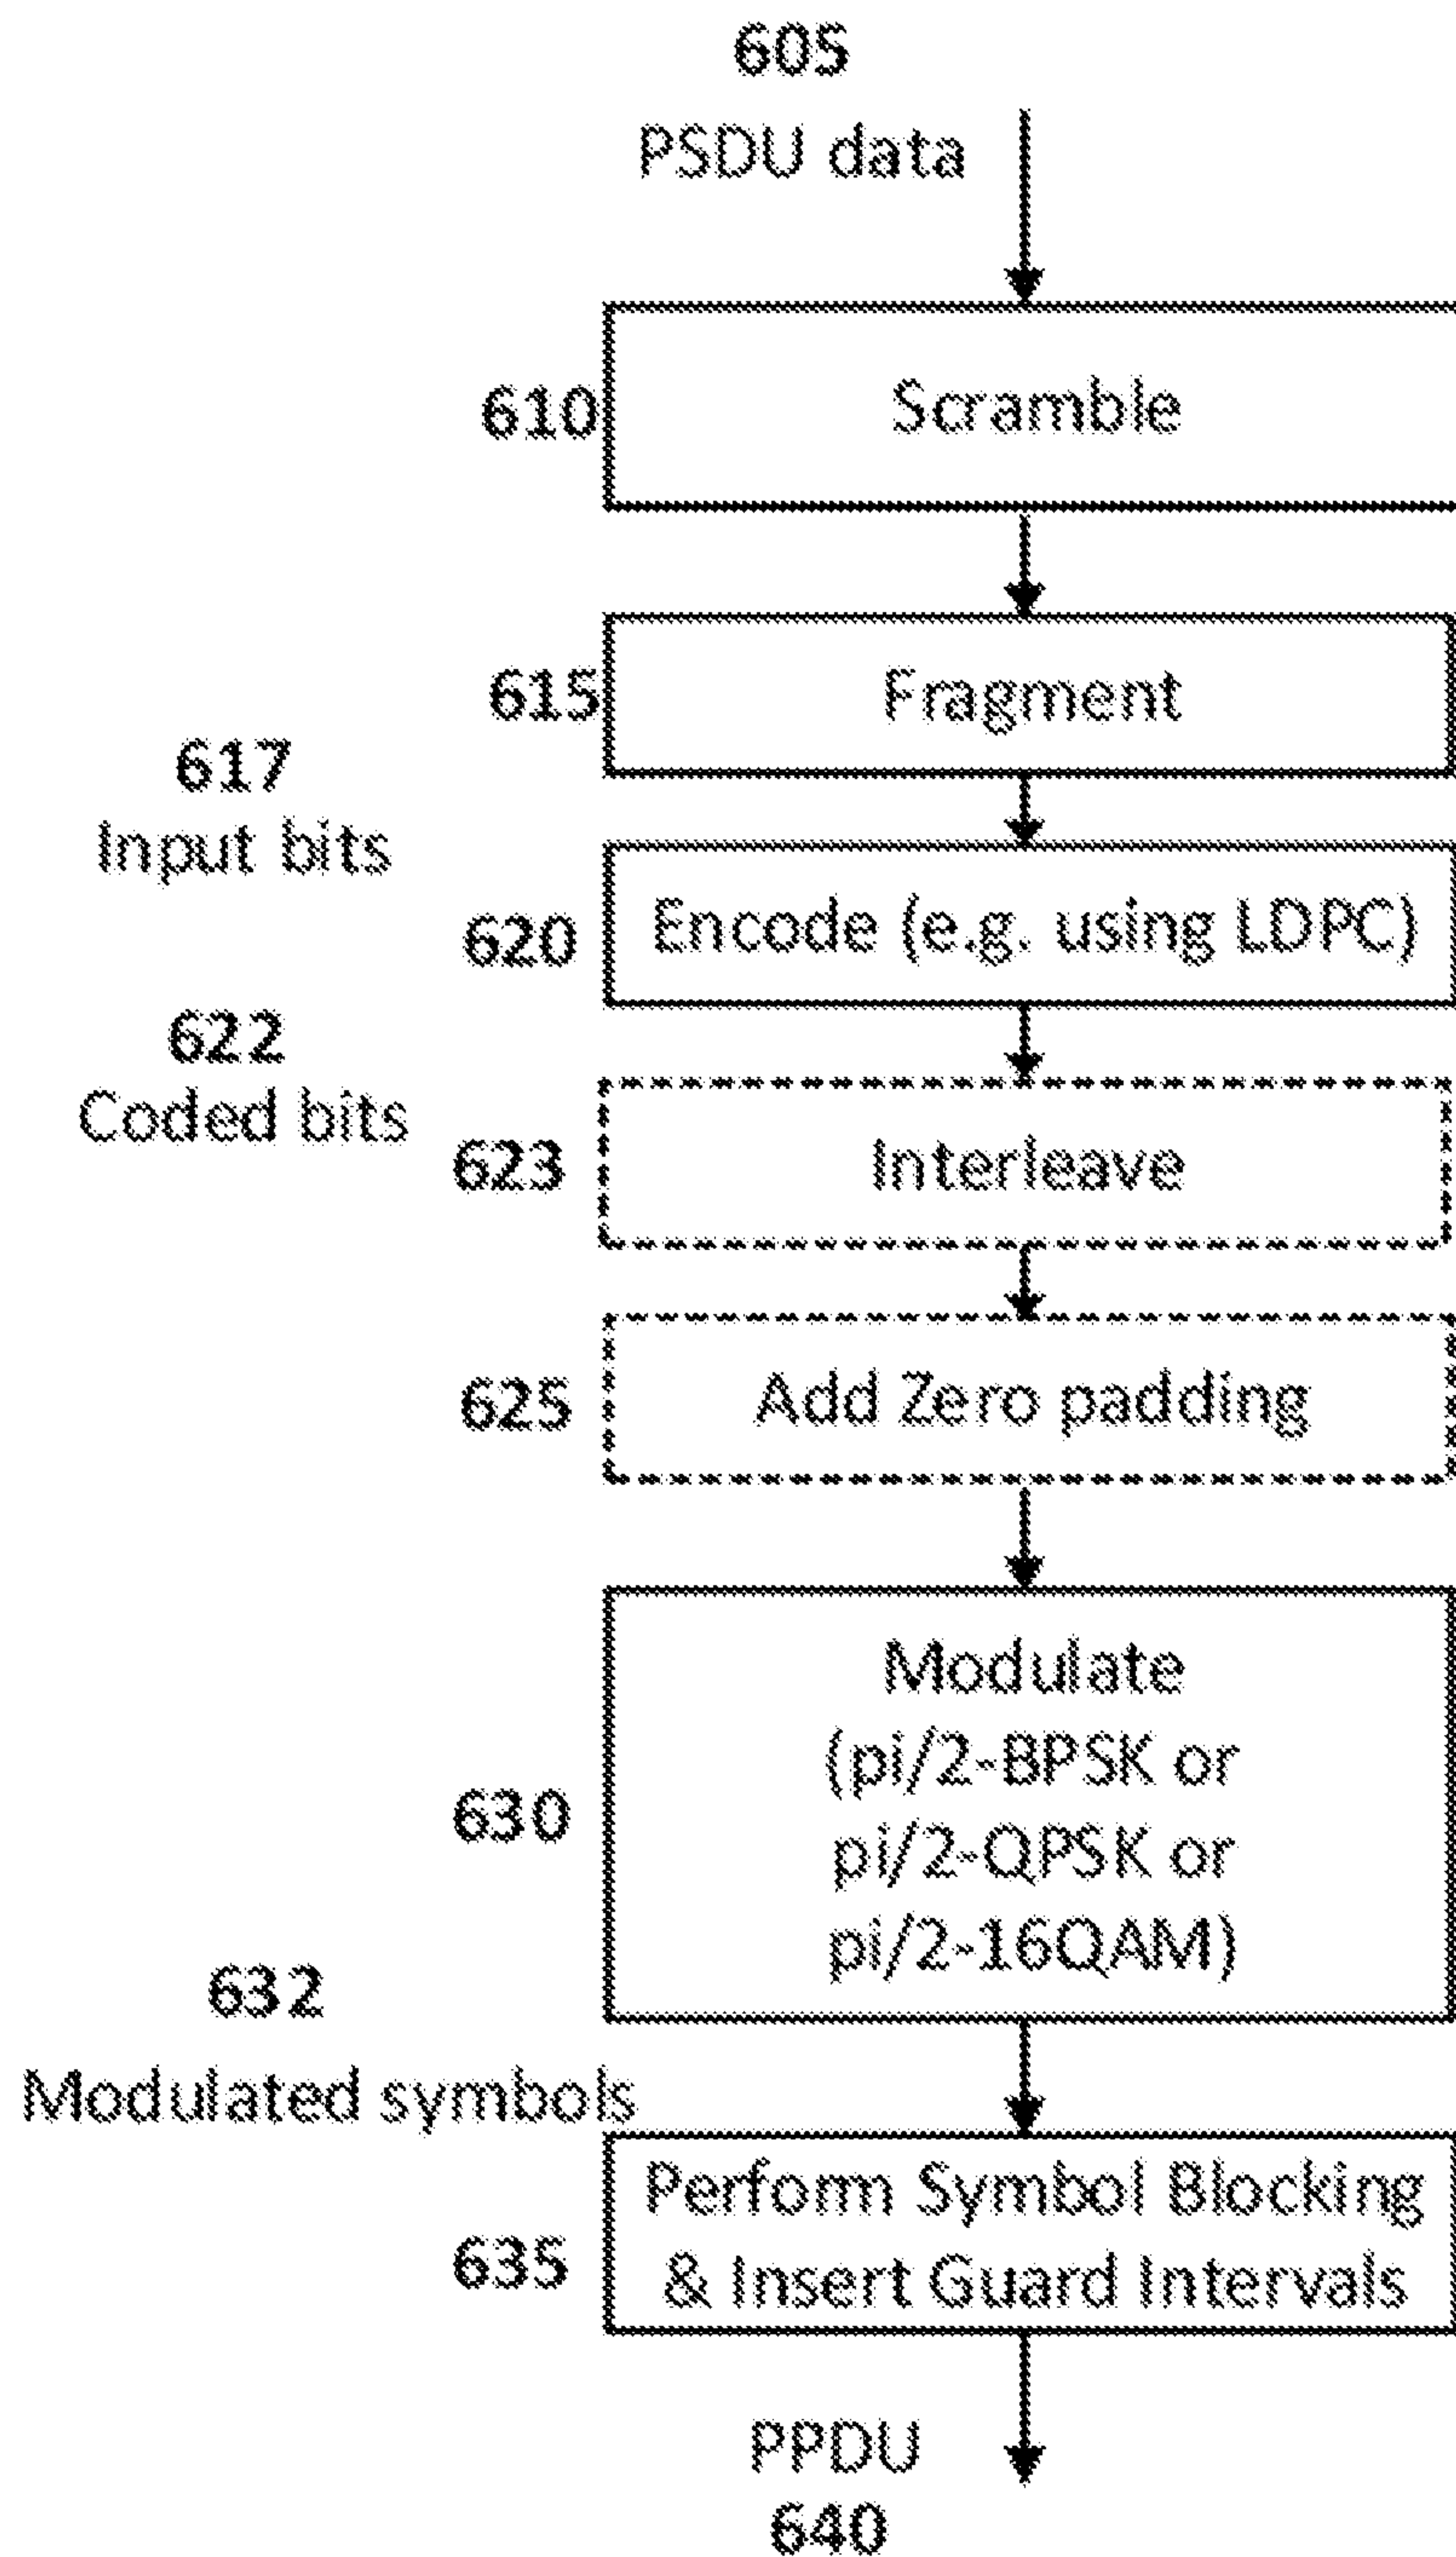 605
PSDU data
610
Scramble
615
Fragment
617
Input bits
620
Encode (e.g. using LDPC)
622
Coded bits
623
Interleave
625
Add Zero padding
630
Modulate
(pi/2-BPSK or
pi/2-QPSK or
pi/2-16QAM)
632
Modulated symbols
635
Perform Symbol Blocking
& Insert Guard Intervals
PPDU
640